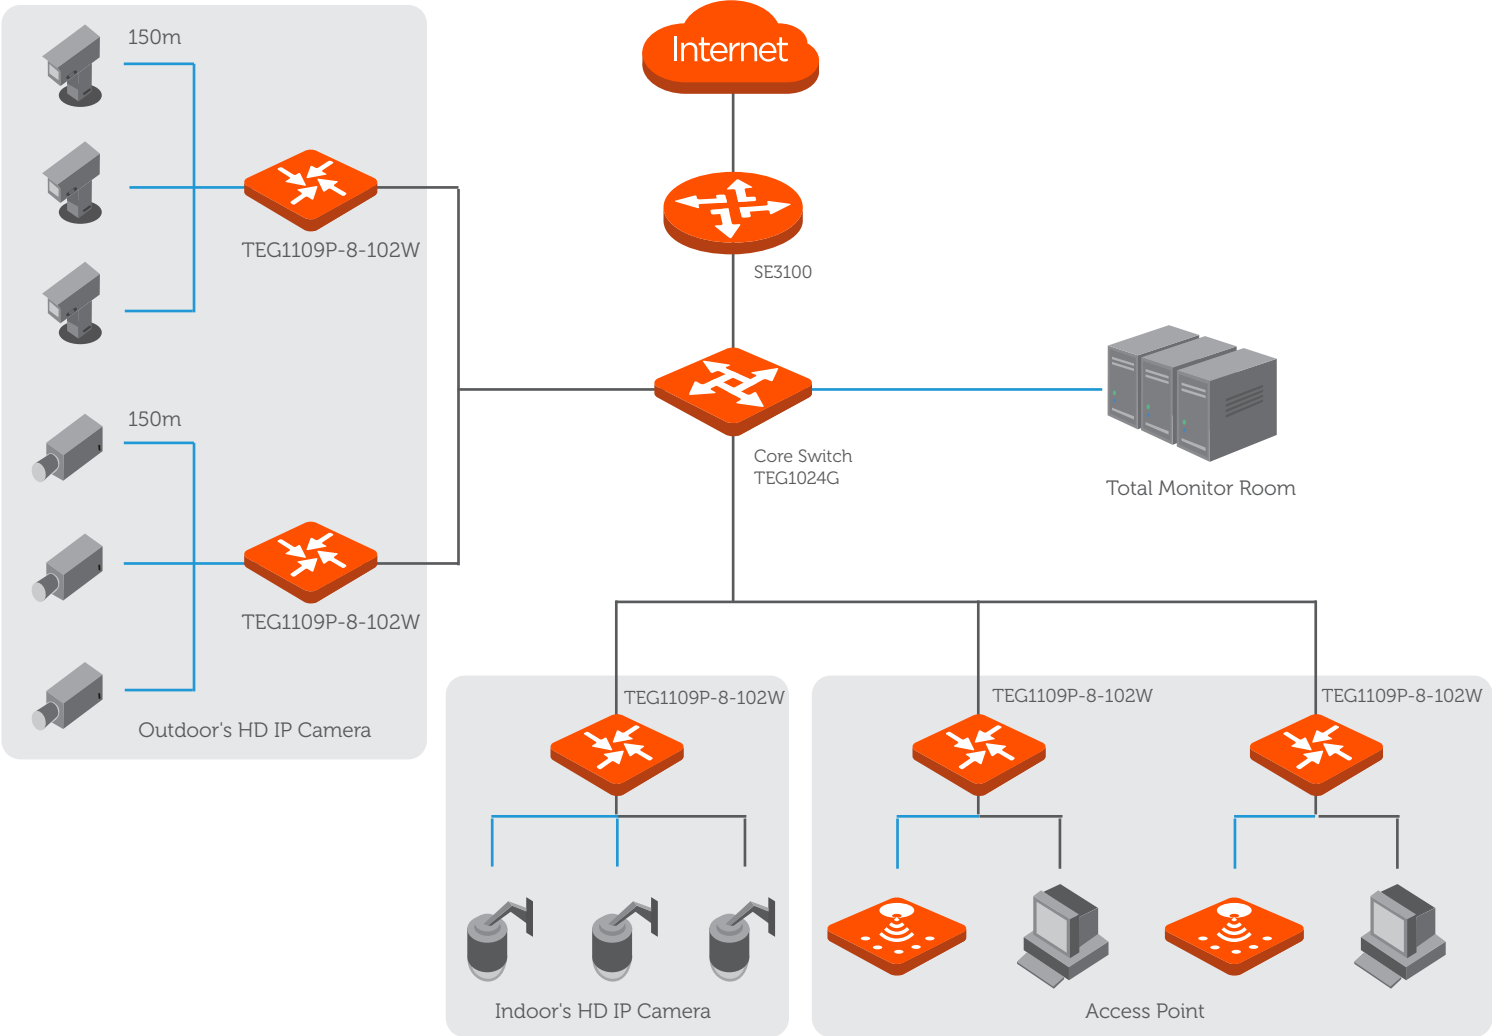 150m
Internet
TEG1109P-8-102W
SE3100
150m
Core Switch
TEG1024G
Total Monitor Room
TEG1109P-8-102W
Outdoor's HD IP Camera
TEG1109P-8-102W
TEG1109P-8-102W
TEG1109P-8-102W
Indoor's HD IP Camera
Access Point